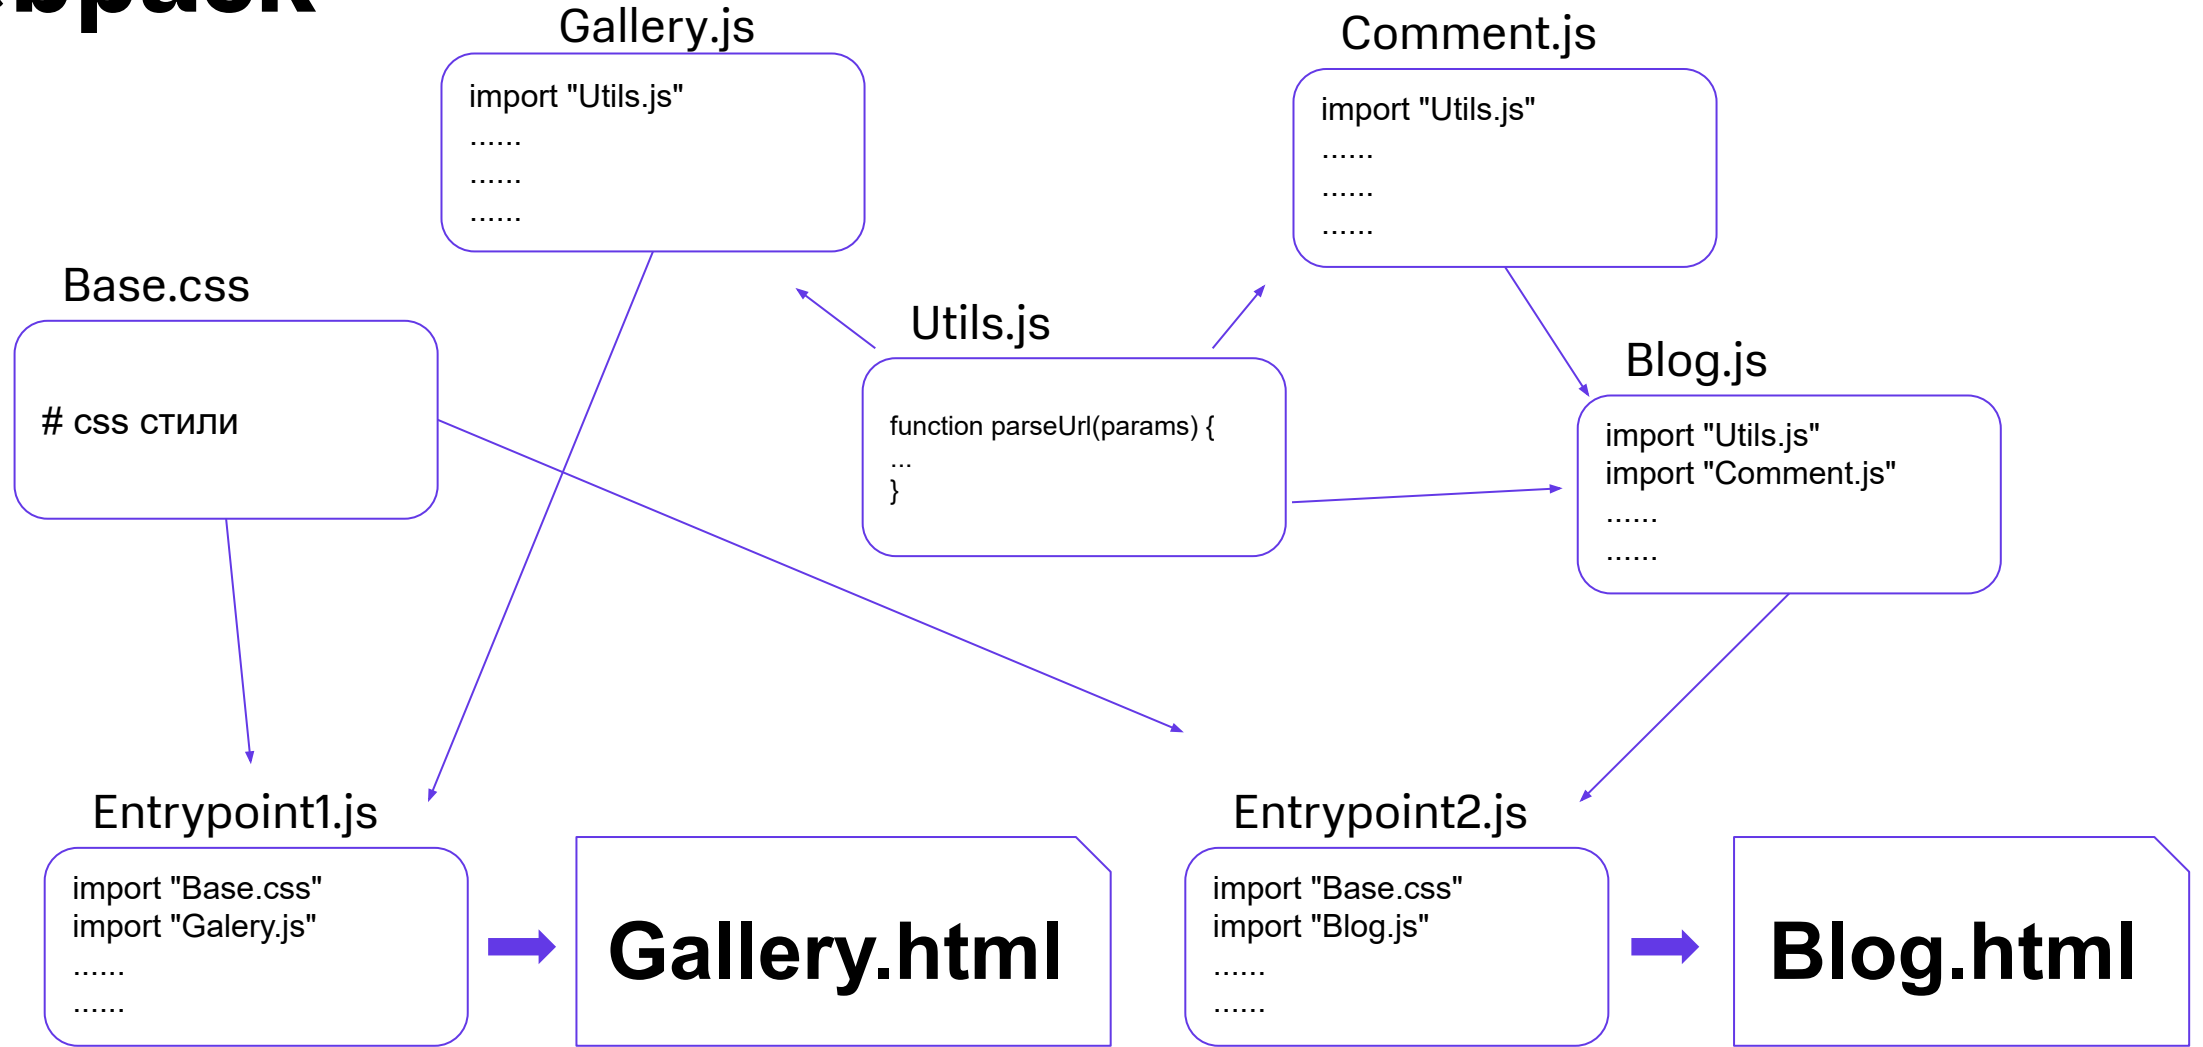 Gallery.js
import "Utils.js"
......
......
......
Comment.js
import "Utils.js"
......
......
......
Base.css
# css стили
Utils.js
function parseUrl(params) {
...
}
Blog.js
import "Utils.js"
import "Comment.js"
......
......
Entrypoint1.js
import "Base.css"
import "Galery.js"
......
......
Gallery.html
Entrypoint2.js
import "Base.css"
import "Blog.js"
......
......
Blog.html